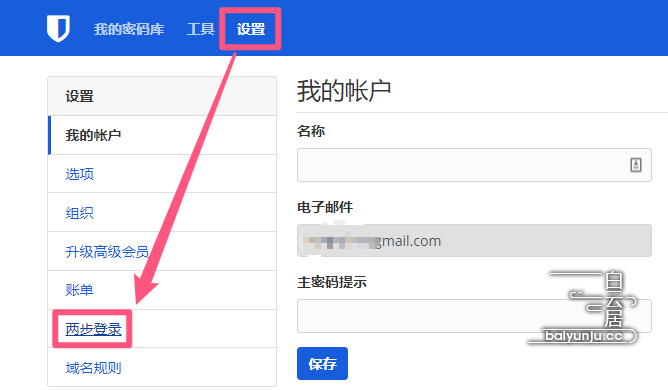 我的密码库 工具 设置
设置
我的帐户
选项
组织
升级高级会员
账单
两步登录
域名规则
我的帐户
名称
电子邮件
gmail.com
主密码提示
保存
白云居
baiyunju.cc